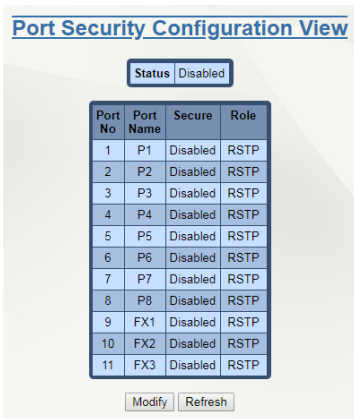 Port Security Configuration View
Status Disabled
Port No Port Name Secure Role
1 P1 Disabled RSTP
2 P2 Disabled RSTP
3 P3 Disabled RSTP
4 P4 Disabled RSTP
5 P5 Disabled RSTP
6 P6 Disabled RSTP
7 P7 Disabled RSTP
8 P8 Disabled RSTP
9 FX1 Disabled RSTP
10 FX2 Disabled RSTP
11 FX3 Disabled RSTP
Modify Refresh